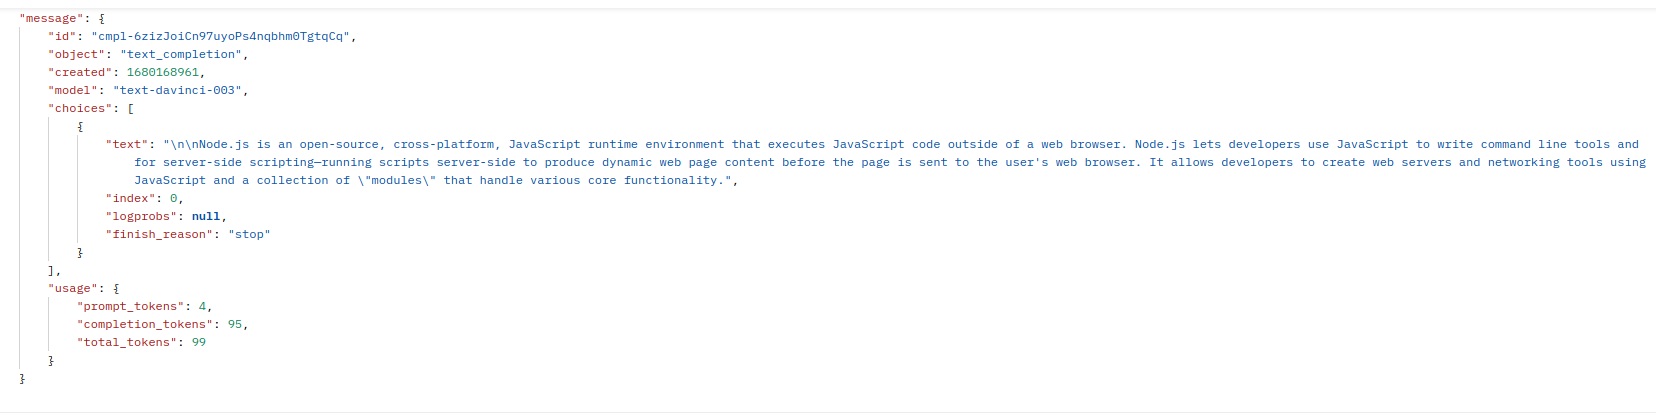 "message": {
"id": "cmpl-6zizJoiCn97uyoPs4nqbhm0TgtqCq",
"object": "text_completion",
"created": 1680168961,
"model": "text-davinci-003",
"choices": [
{
"text": "\n\nNode.js is an open-source, cross-platform, JavaScript runtime environment that executes JavaScript code outside of a web browser. Node.js lets developers use JavaScript to write command line tools and
for server-side scripting—running scripts server-side to produce dynamic web page content before the page is sent to the user's web browser. It allows developers to create web servers and networking tools using
JavaScript and a collection of \"modules\" that handle various core functionality.",
"index": 0,
"logprobs": null,
"finish_reason": "stop"
}
],
"usage": {
"prompt_tokens": 4,
"completion_tokens": 95,
"total_tokens": 99
}
}